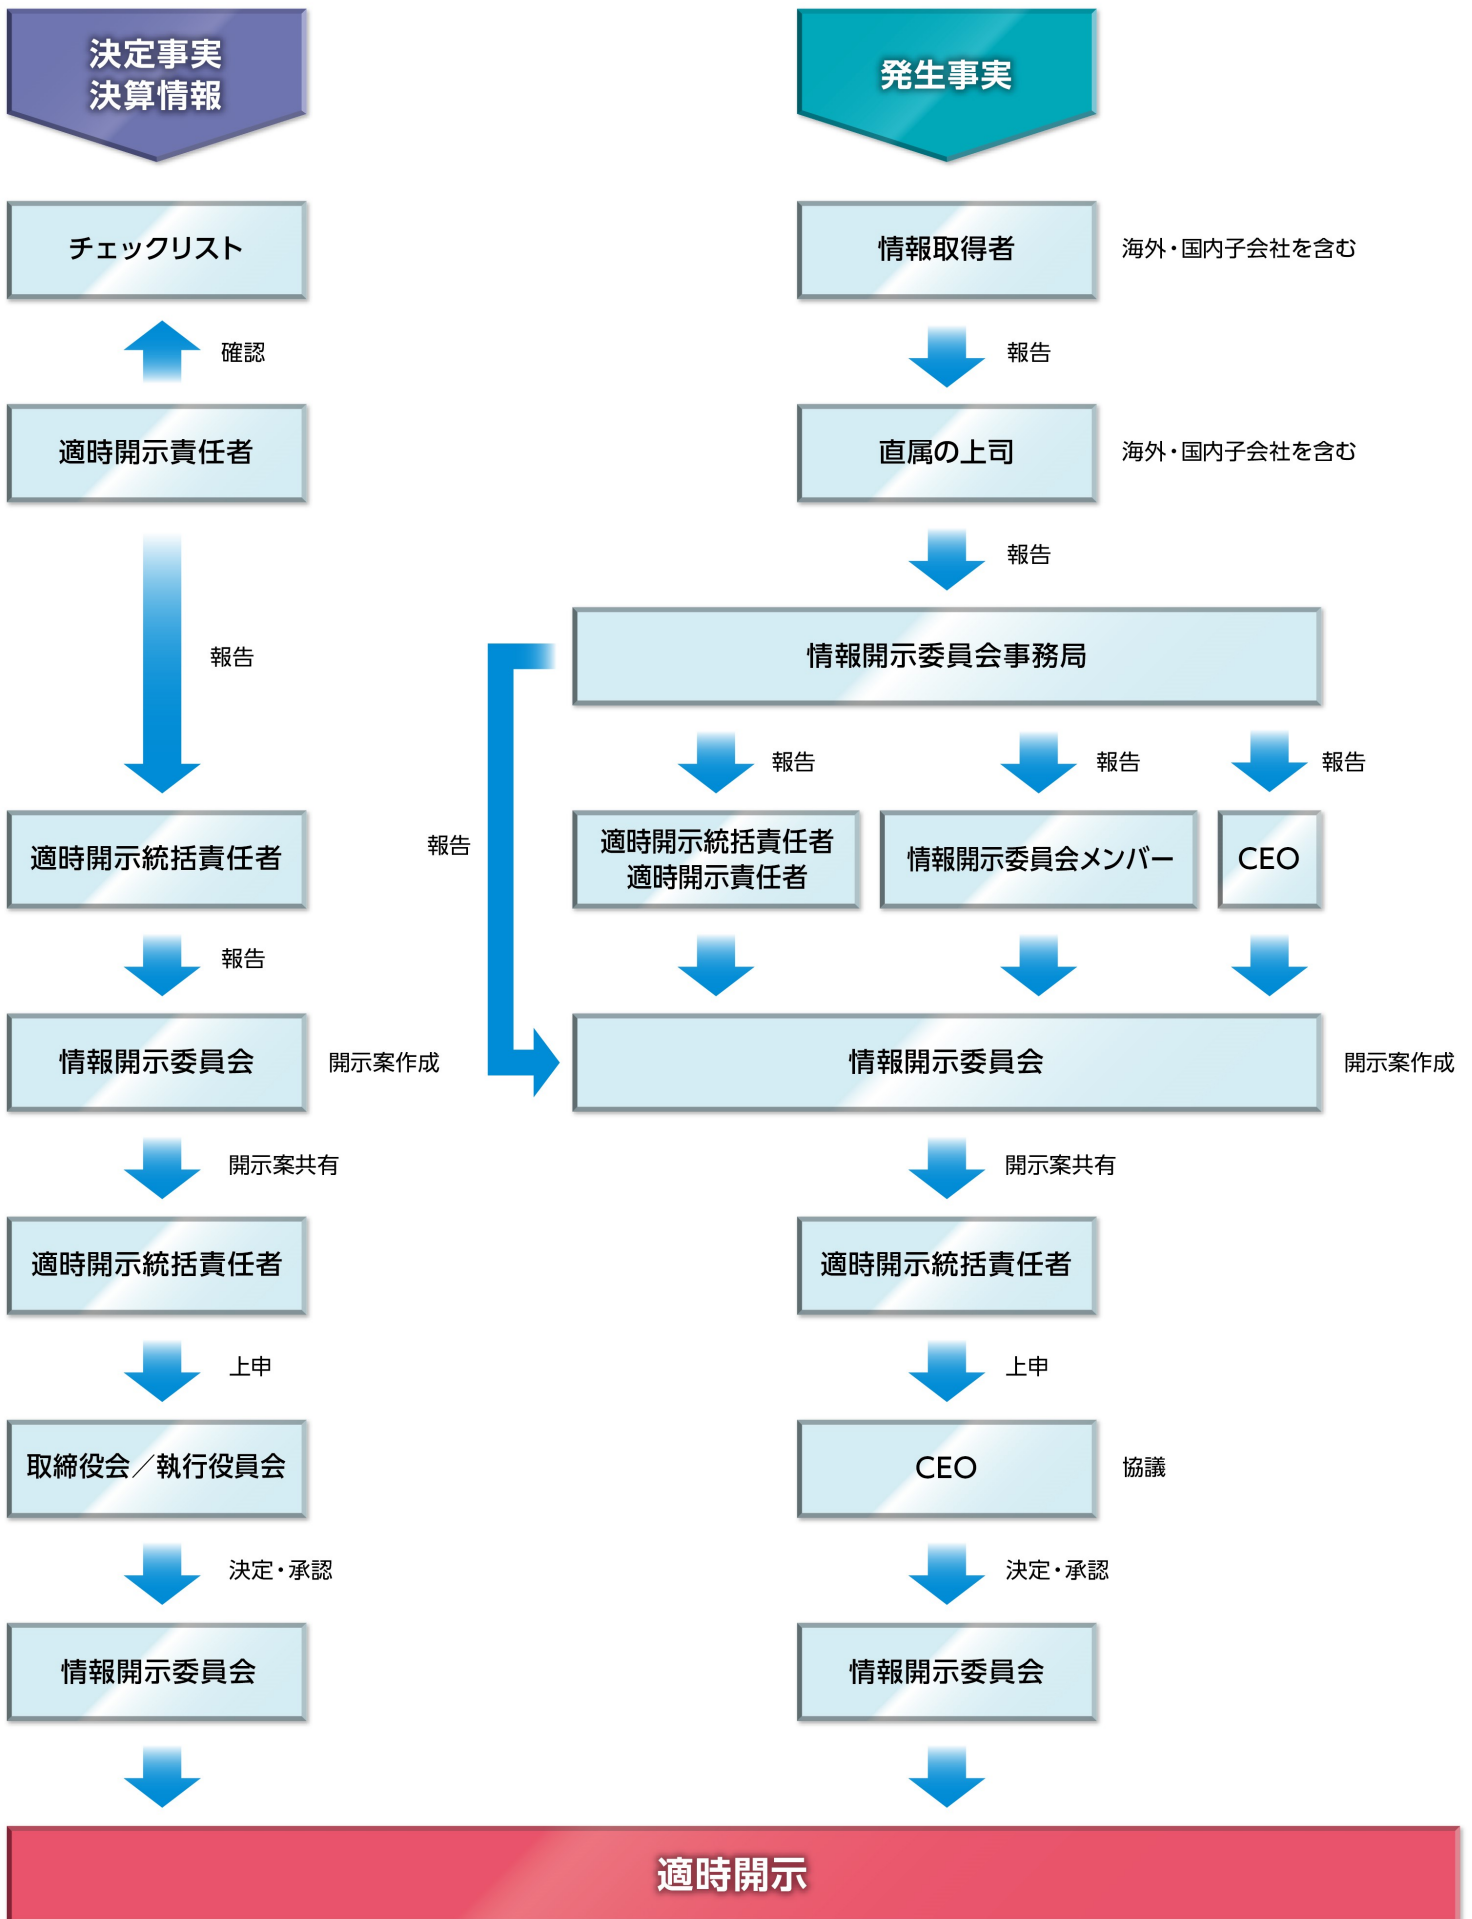 決定事実
決算情報
チェックリスト
確認
適時開示責任者
報告
適時開示統括責任者
報告
情報開示委員会
開示案作成
開示案共有
適時開示統括責任者
上申
取締役会／執行役員会
決定・承認
情報開示委員会
発生事実
情報取得者
海外・国内子会社を含む
報告
直属の上司
海外・国内子会社を含む
報告
情報開示委員会事務局
報告
報告
報告
報告
適時開示統括責任者
適時開示責任者
情報開示委員会メンバー
CEO
情報開示委員会
開示案作成
開示案共有
適時開示統括責任者
上申
CEO
協議
決定・承認
情報開示委員会
適時開示